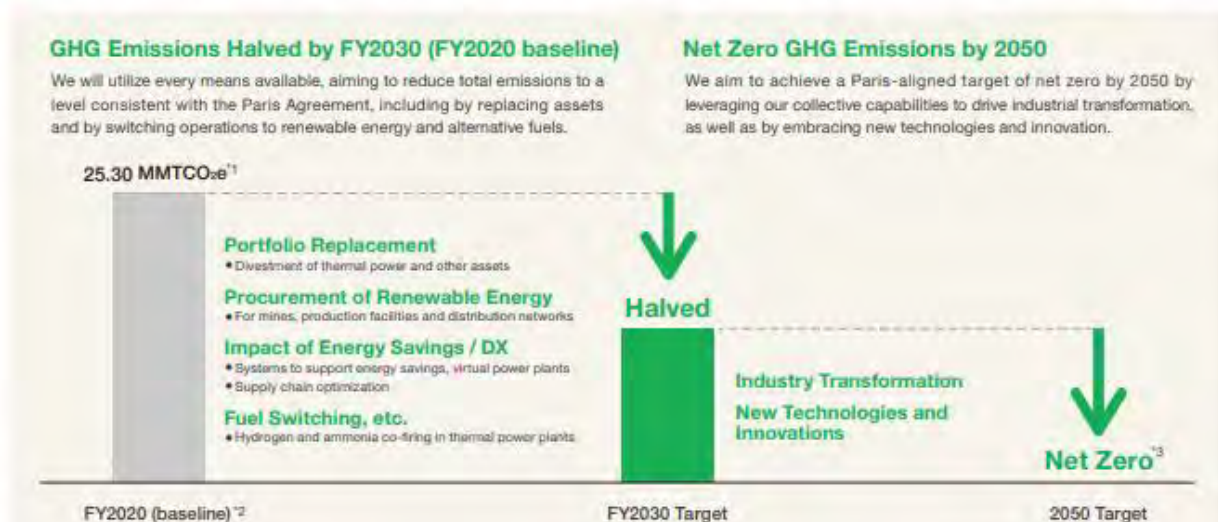 GHG Emissions Halved by FY2030 (FY2020 baseline)
We will utilize every means available, aiming to reduce total emissions to a
level consistent with the Paris Agreement, including by replacing assets
and by switching operations to renewable energy and alternative fuels.
Net Zero GHG Emissions by 2050
We aim to achieve a Paris-aligned target of net zero by 2050 by
leveraging our collective capabilities to drive industrial transformation,
as well as by embracing new technologies and innovation.
25.30 MMTCO₂e*1
Portfolio Replacement
• Divestment of thermal power and other assets
Procurement of Renewable Energy
• For mines, production facilities and distribution networks
Impact of Energy Savings / DX
• Systems to support energy savings, virtual power plants
• Supply chain optimization
Fuel Switching, etc.
• Hydrogen and ammonia co-firing in thermal power plants
Halved
Industry Transformation
New Technologies and
Innovations
Net Zero*3
FY2020 (baseline)*2
FY2030 Target
2050 Target